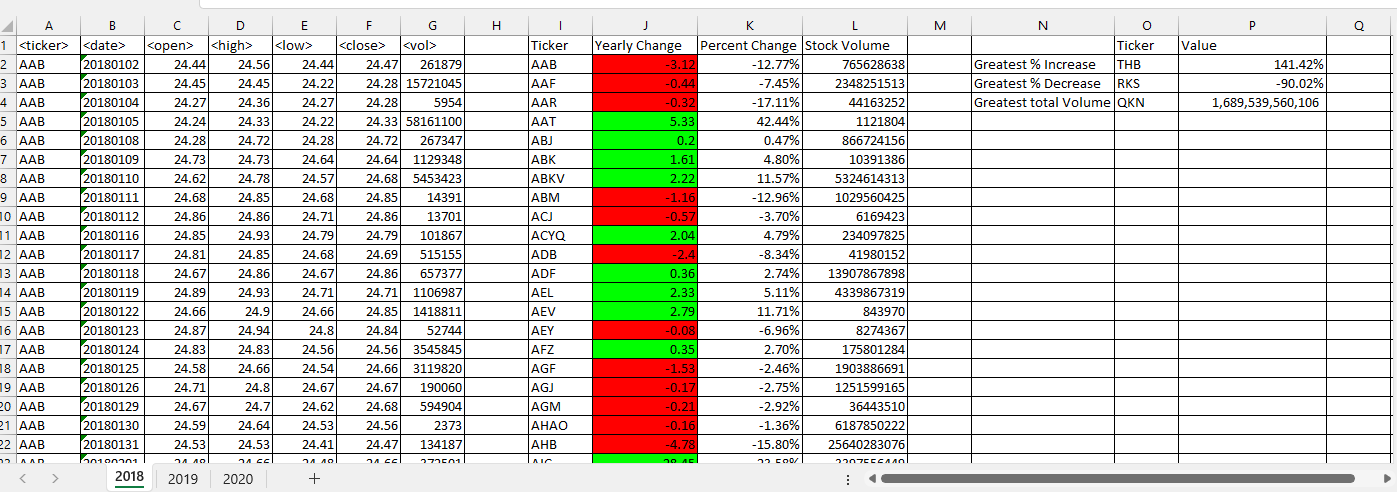 A B C D E F G H I J K L M N O P Q
1 <ticker> <date> <open> <high> <low> <close> <vol> Ticker Yearly Change Percent Change Stock Volume Ticker Value
2 AAB 20180102 24.44 24.56 24.44 24.47 261879 AAB -3.12 -12.77% 765628638 Greatest % Increase THB 141.42%
3 AAB 20180103 24.45 24.45 24.22 24.28 15721045 AAF -0.44 -7.45% 2348251513 Greatest % Decrease RKS -90.02%
4 AAB 20180104 24.27 24.36 24.27 24.28 5954 AAR -0.32 -17.11% 44163252 Greatest total Volume QKN 1,689,539,560,106
5 AAB 20180105 24.24 24.33 24.22 24.33 58161100 AAT 5.33 42.44% 1121804
6 AAB 20180108 24.28 24.72 24.28 24.72 267347 ABJ 0.2 0.47% 866724156
7 AAB 20180109 24.73 24.73 24.64 24.64 1129348 ABK 1.61 4.80% 10391386
8 AAB 20180110 24.62 24.78 24.57 24.68 5453423 ABKV 2.22 11.57% 5324614313
9 AAB 20180111 24.68 24.85 24.68 24.85 14391 ABM -1.16 -12.96% 1029560425
10 AAB 20180112 24.86 24.86 24.71 24.86 13701 ACJ -0.57 -3.70% 6169423
11 AAB 20180116 24.85 24.93 24.79 24.79 101867 ACYQ 2.04 4.79% 234097825
12 AAB 20180117 24.81 24.85 24.68 24.69 515155 ADB -2.4 -8.34% 41980152
13 AAB 20180118 24.67 24.86 24.67 24.86 657377 ADF 0.36 2.74% 13907867898
14 AAB 20180119 24.89 24.93 24.71 24.71 1106987 AEL 2.33 5.11% 4339867319
15 AAB 20180122 24.66 24.9 24.66 24.85 1418811 AEV 2.79 11.71% 843970
16 AAB 20180123 24.87 24.94 24.8 24.84 52744 AEY -0.08 -6.96% 8274367
17 AAB 20180124 24.83 24.83 24.56 24.56 3545845 AFZ 0.35 2.70% 175801284
18 AAB 20180125 24.58 24.66 24.54 24.66 3119820 AGF -1.53 -2.46% 1903886691
19 AAB 20180126 24.71 24.8 24.67 24.67 190060 AGJ -0.17 -2.75% 1251599165
20 AAB 20180129 24.67 24.7 24.62 24.68 594904 AGM -0.21 -2.92% 36443510
21 AAB 20180130 24.59 24.64 24.53 24.56 2373 AHAO -0.16 -1.36% 6187850222
22 AAB 20180131 24.53 24.53 24.41 24.47 134187 AHB -4.78 -15.80% 25640283076
2018 2019 2020